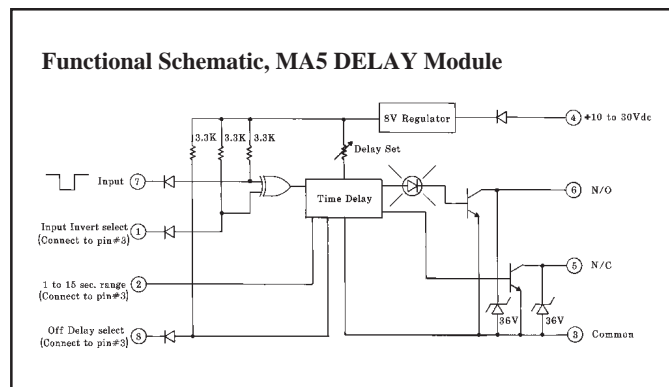 Functional Schematic, MA5 DELAY Module
8V Regulator
4 +10 to 30Vdc
3.3K 3.3K 3.3K
Delay Set
Input 7
Time Delay
6 N/O
Input Invert select 1
(Connect to pin#3)
1 to 15 sec. range 2
(Connect to pin#3)
5 N/C
Off Delay select 8
(Connect to pin#3)
36V 36V
3 Common